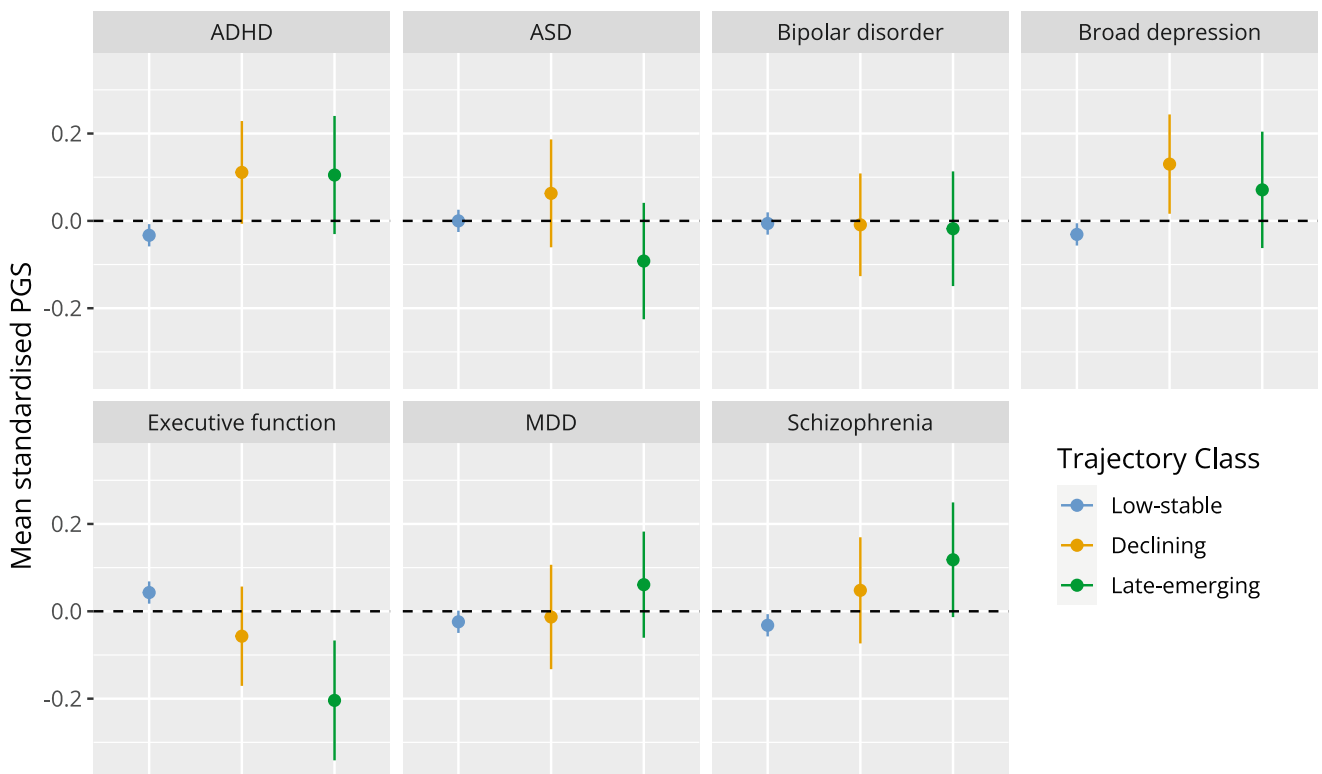 ADHD
ASD
Bipolar disorder
Broad depression
0.2
0.0
-0.2
Mean standardised PGS
Executive function
MDD
Schizophrenia
0.2
0.0
-0.2
Trajectory Class
Low-stable
Declining
Late-emerging